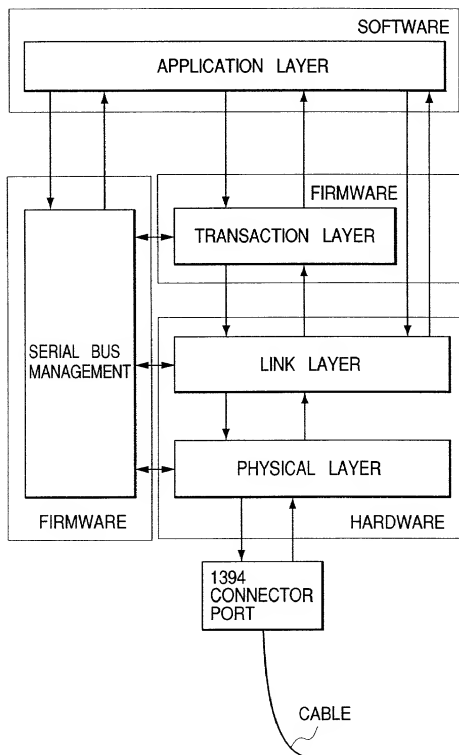 SOFTWARE
APPLICATION LAYER
FIRMWARE
TRANSACTION LAYER
SERIAL BUS
MANAGEMENT
LINK LAYER
PHYSICAL LAYER
FIRMWARE
HARDWARE
1394
CONNECTOR
PORT
CABLE